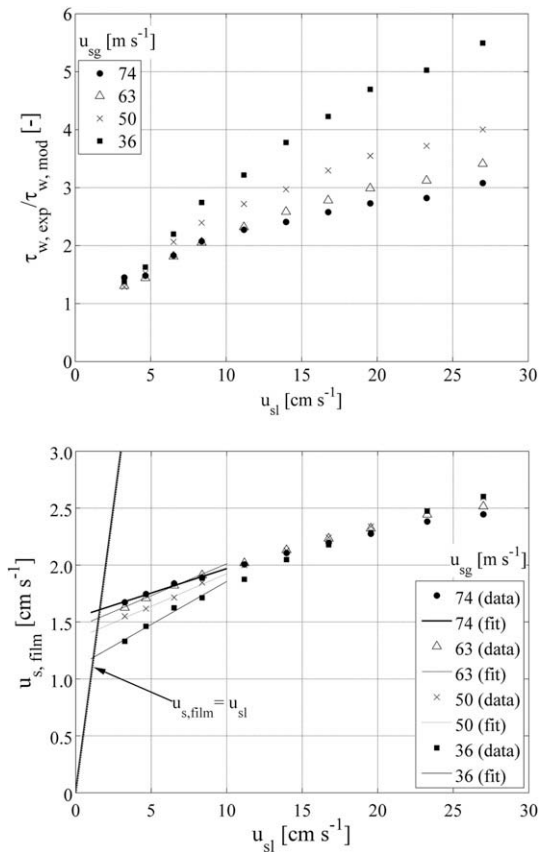 u_sg [m s⁻¹]
74
63
50
36
τ_w, exp/τ_w, mod [-]
6
5
4
3
2
1
0
0 5 10 15 20 25 30
u_sl [cm s⁻¹]
u_s, film [cm s⁻¹]
3.0
2.5
2.0
1.5
1.0
0.5
0
u_s,film = u_sl
u_sg [m s⁻¹]
74 (data)
74 (fit)
63 (data)
63 (fit)
50 (data)
50 (fit)
36 (data)
36 (fit)
0 5 10 15 20 25 30
u_sl [cm s⁻¹]